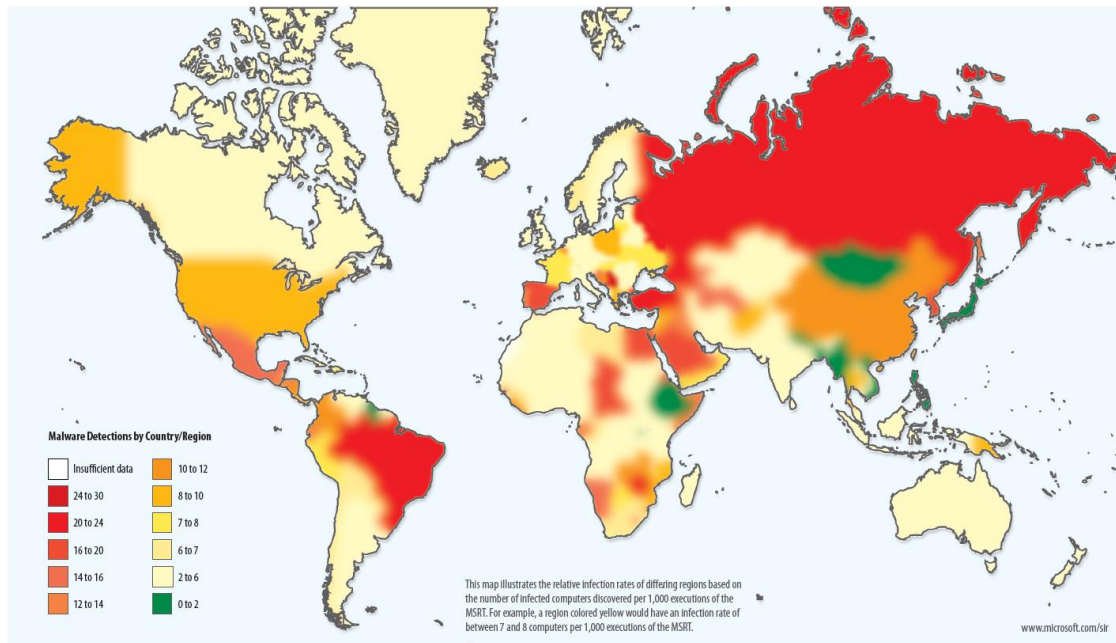 Malware Detections by Country/Region
Insufficient data
24 to 30
20 to 24
16 to 20
14 to 16
12 to 14
10 to 12
8 to 10
7 to 8
6 to 7
2 to 6
0 to 2
This map illustrates the relative infection rates of differing regions based on
the number of infected computers discovered per 1,000 executions of the
MSRT. For example, a region colored yellow would have an infection rate of
between 7 and 8 computers per 1,000 executions of the MSRT.
www.microsoft.com/sir